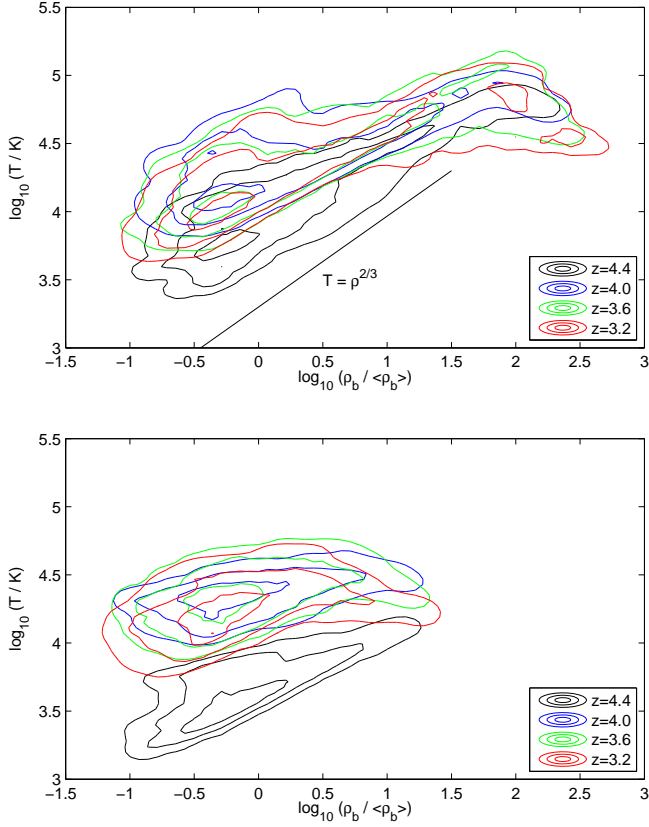 5.5
5
4.5
4
3.5
3
log10 (T / K)
−1.5 −1 −0.5 0 0.5 1 1.5 2 2.5 3
log10 (ρb / <ρb>)
T = ρ^2/3
z=4.4
z=4.0
z=3.6
z=3.2
5.5
5
4.5
4
3.5
3
log10 (T / K)
−1.5 −1 −0.5 0 0.5 1 1.5 2 2.5 3
log10 (ρb / <ρb>)
z=4.4
z=4.0
z=3.6
z=3.2